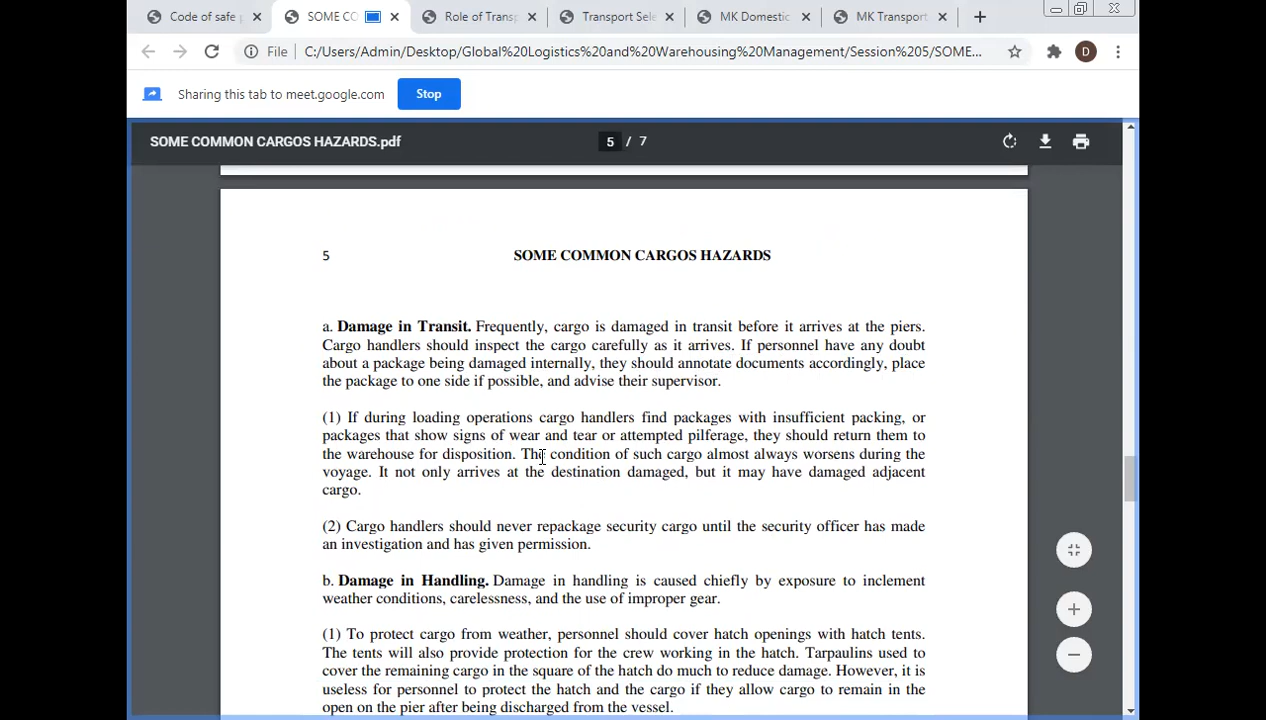 Code of safe p
SOME CO
Role of Transp
Transport Sele
MK Domestic
MK Transport
File
C:/Users/Admin/Desktop/Global%20Logistics%20and%20Warehousing%20Management/Session%205/SOME...
D
Sharing this tab to meet.google.com
Stop
SOME COMMON CARGOS HAZARDS.pdf
5 / 7
5
SOME COMMON CARGOS HAZARDS
a. Damage in Transit. Frequently, cargo is damaged in transit before it arrives at the piers.
Cargo handlers should inspect the cargo carefully as it arrives. If personnel have any doubt
about a package being damaged internally, they should annotate documents accordingly, place
the package to one side if possible, and advise their supervisor.
(1) If during loading operations cargo handlers find packages with insufficient packing, or
packages that show signs of wear and tear or attempted pilferage, they should return them to
the warehouse for disposition. The condition of such cargo almost always worsens during the
voyage. It not only arrives at the destination damaged, but it may have damaged adjacent
cargo.
(2) Cargo handlers should never repackage security cargo until the security officer has made
an investigation and has given permission.
b. Damage in Handling. Damage in handling is caused chiefly by exposure to inclement
weather conditions, carelessness, and the use of improper gear.
(1) To protect cargo from weather, personnel should cover hatch openings with hatch tents.
The tents will also provide protection for the crew working in the hatch. Tarpaulins used to
cover the remaining cargo in the square of the hatch do much to reduce damage. However, it is
useless for personnel to protect the hatch and the cargo if they allow cargo to remain in the
open on the pier after being discharged from the vessel.